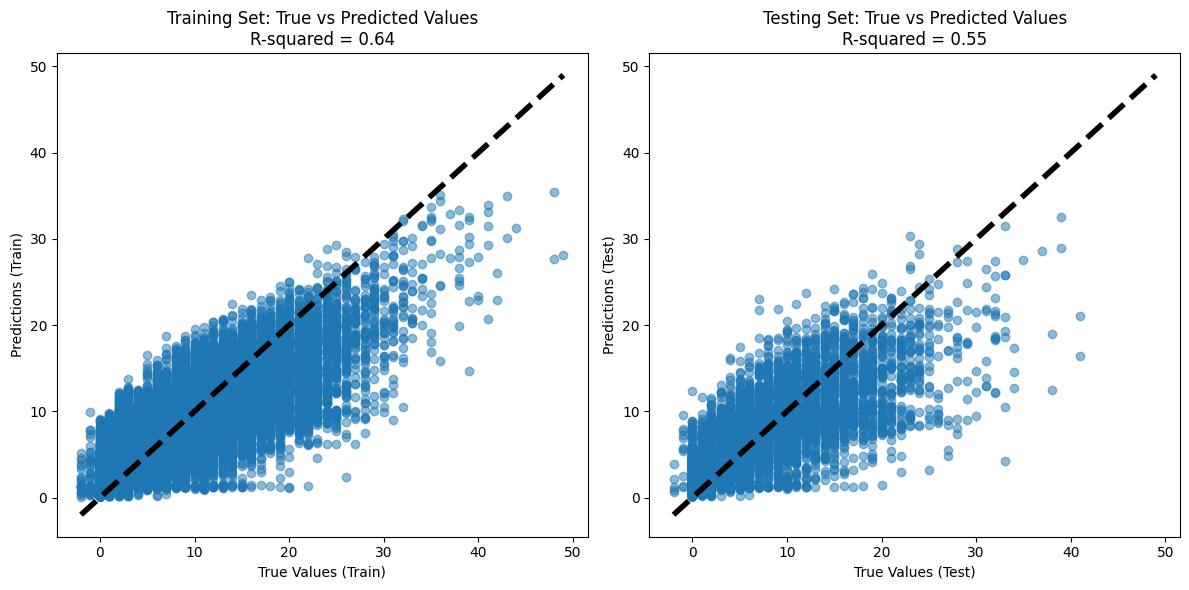 Training Set: True vs Predicted Values
R-squared = 0.64
50
40
30
20
10
0
Predictions (Train)
0 10 20 30 40 50
True Values (Train)
Testing Set: True vs Predicted Values
R-squared = 0.55
50
40
30
20
10
0
Predictions (Test)
0 10 20 30 40 50
True Values (Test)